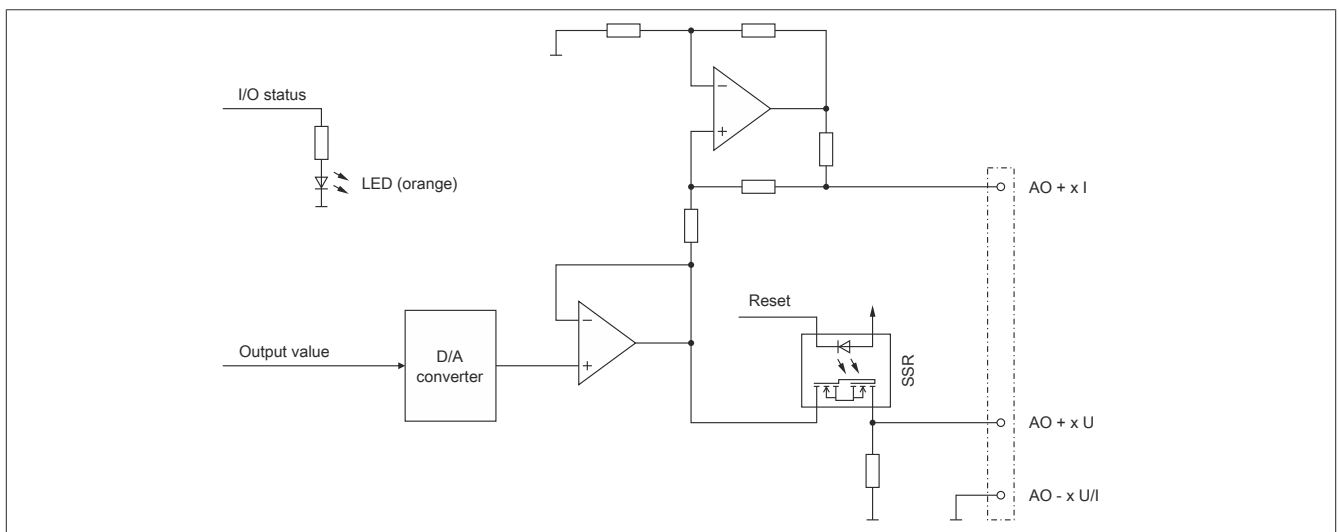 I/O status
LED (orange)
AO + x I
Reset
Output value
D/A
converter
SSR
AO + x U
AO - x U/I